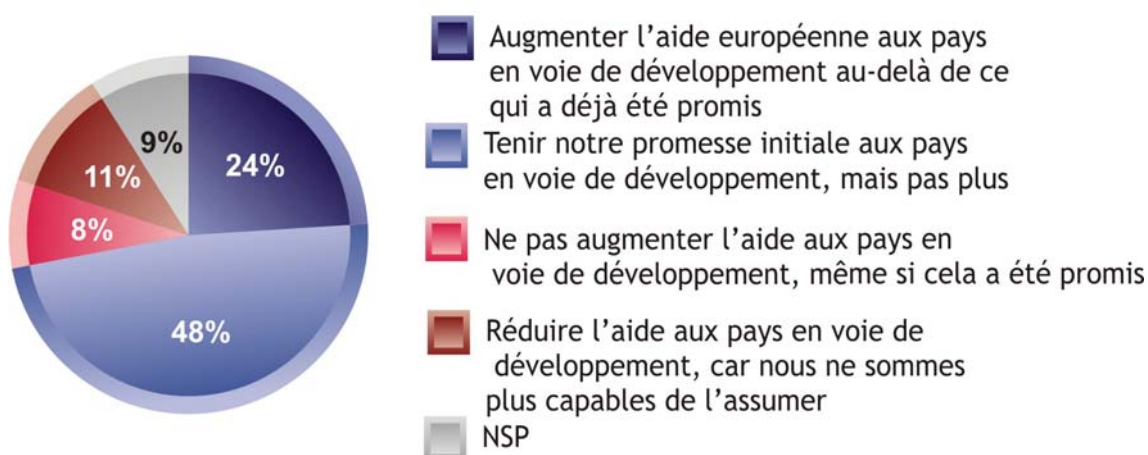 Augmenter l'aide européenne aux pays
en voie de développement au-delà de ce
qui a déjà été promis
Tenir notre promesse initiale aux pays
en voie de développement, mais pas plus
Ne pas augmenter l'aide aux pays en
voie de développement, même si cela a été promis
Réduire l'aide aux pays en voie de
développement, car nous ne sommes
plus capables de l'assumer
NSP
9%
24%
11%
8%
48%